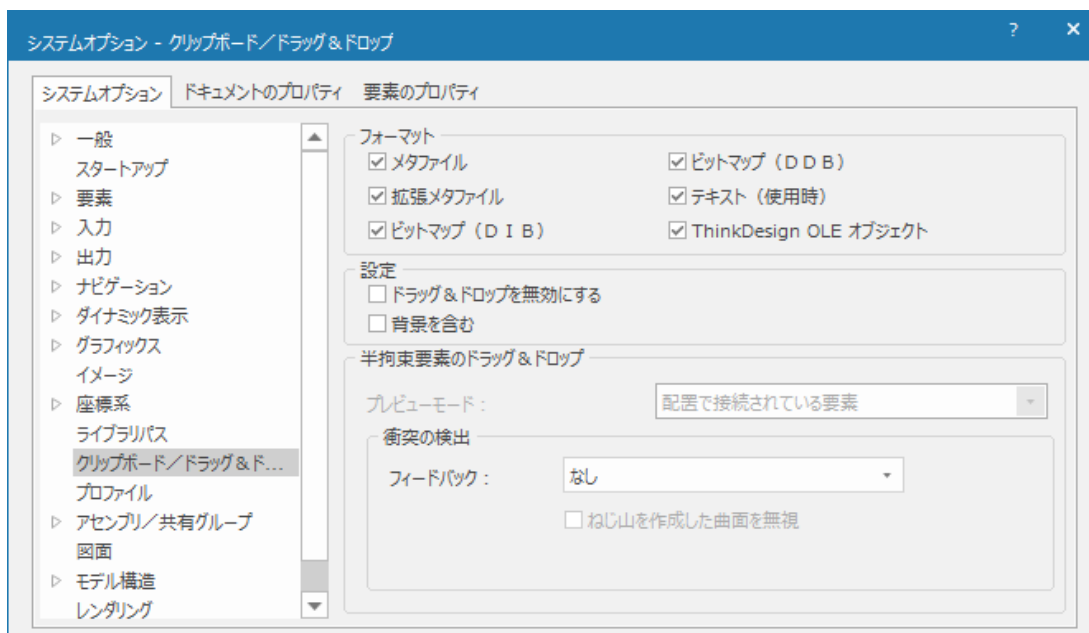 システムオプション - クリップボード／ドラッグ＆ドロップ
?
×
システムオプション ドキュメントのプロパティ 要素のプロパティ
一般
スタートアップ
要素
入力
出力
ナビゲーション
ダイナミック表示
グラフィックス
イメージ
座標系
ライブラリパス
クリップボード／ドラッグ＆ド...
プロファイル
アセンブリ／共有グループ
図面
モデル構造
レンダリング
フォーマット
メタファイル ビットマップ（ＤＤＢ）
拡張メタファイル テキスト（使用時）
ビットマップ（ＤＩＢ） ThinkDesign OLE オブジェクト
設定
ドラッグ＆ドロップを無効にする
背景を含む
半拘束要素のドラッグ＆ドロップ
プレビューモード： 配置で接続されている要素
衝突の検出
フィードバック： なし
ねじ山を作成した曲面を無視